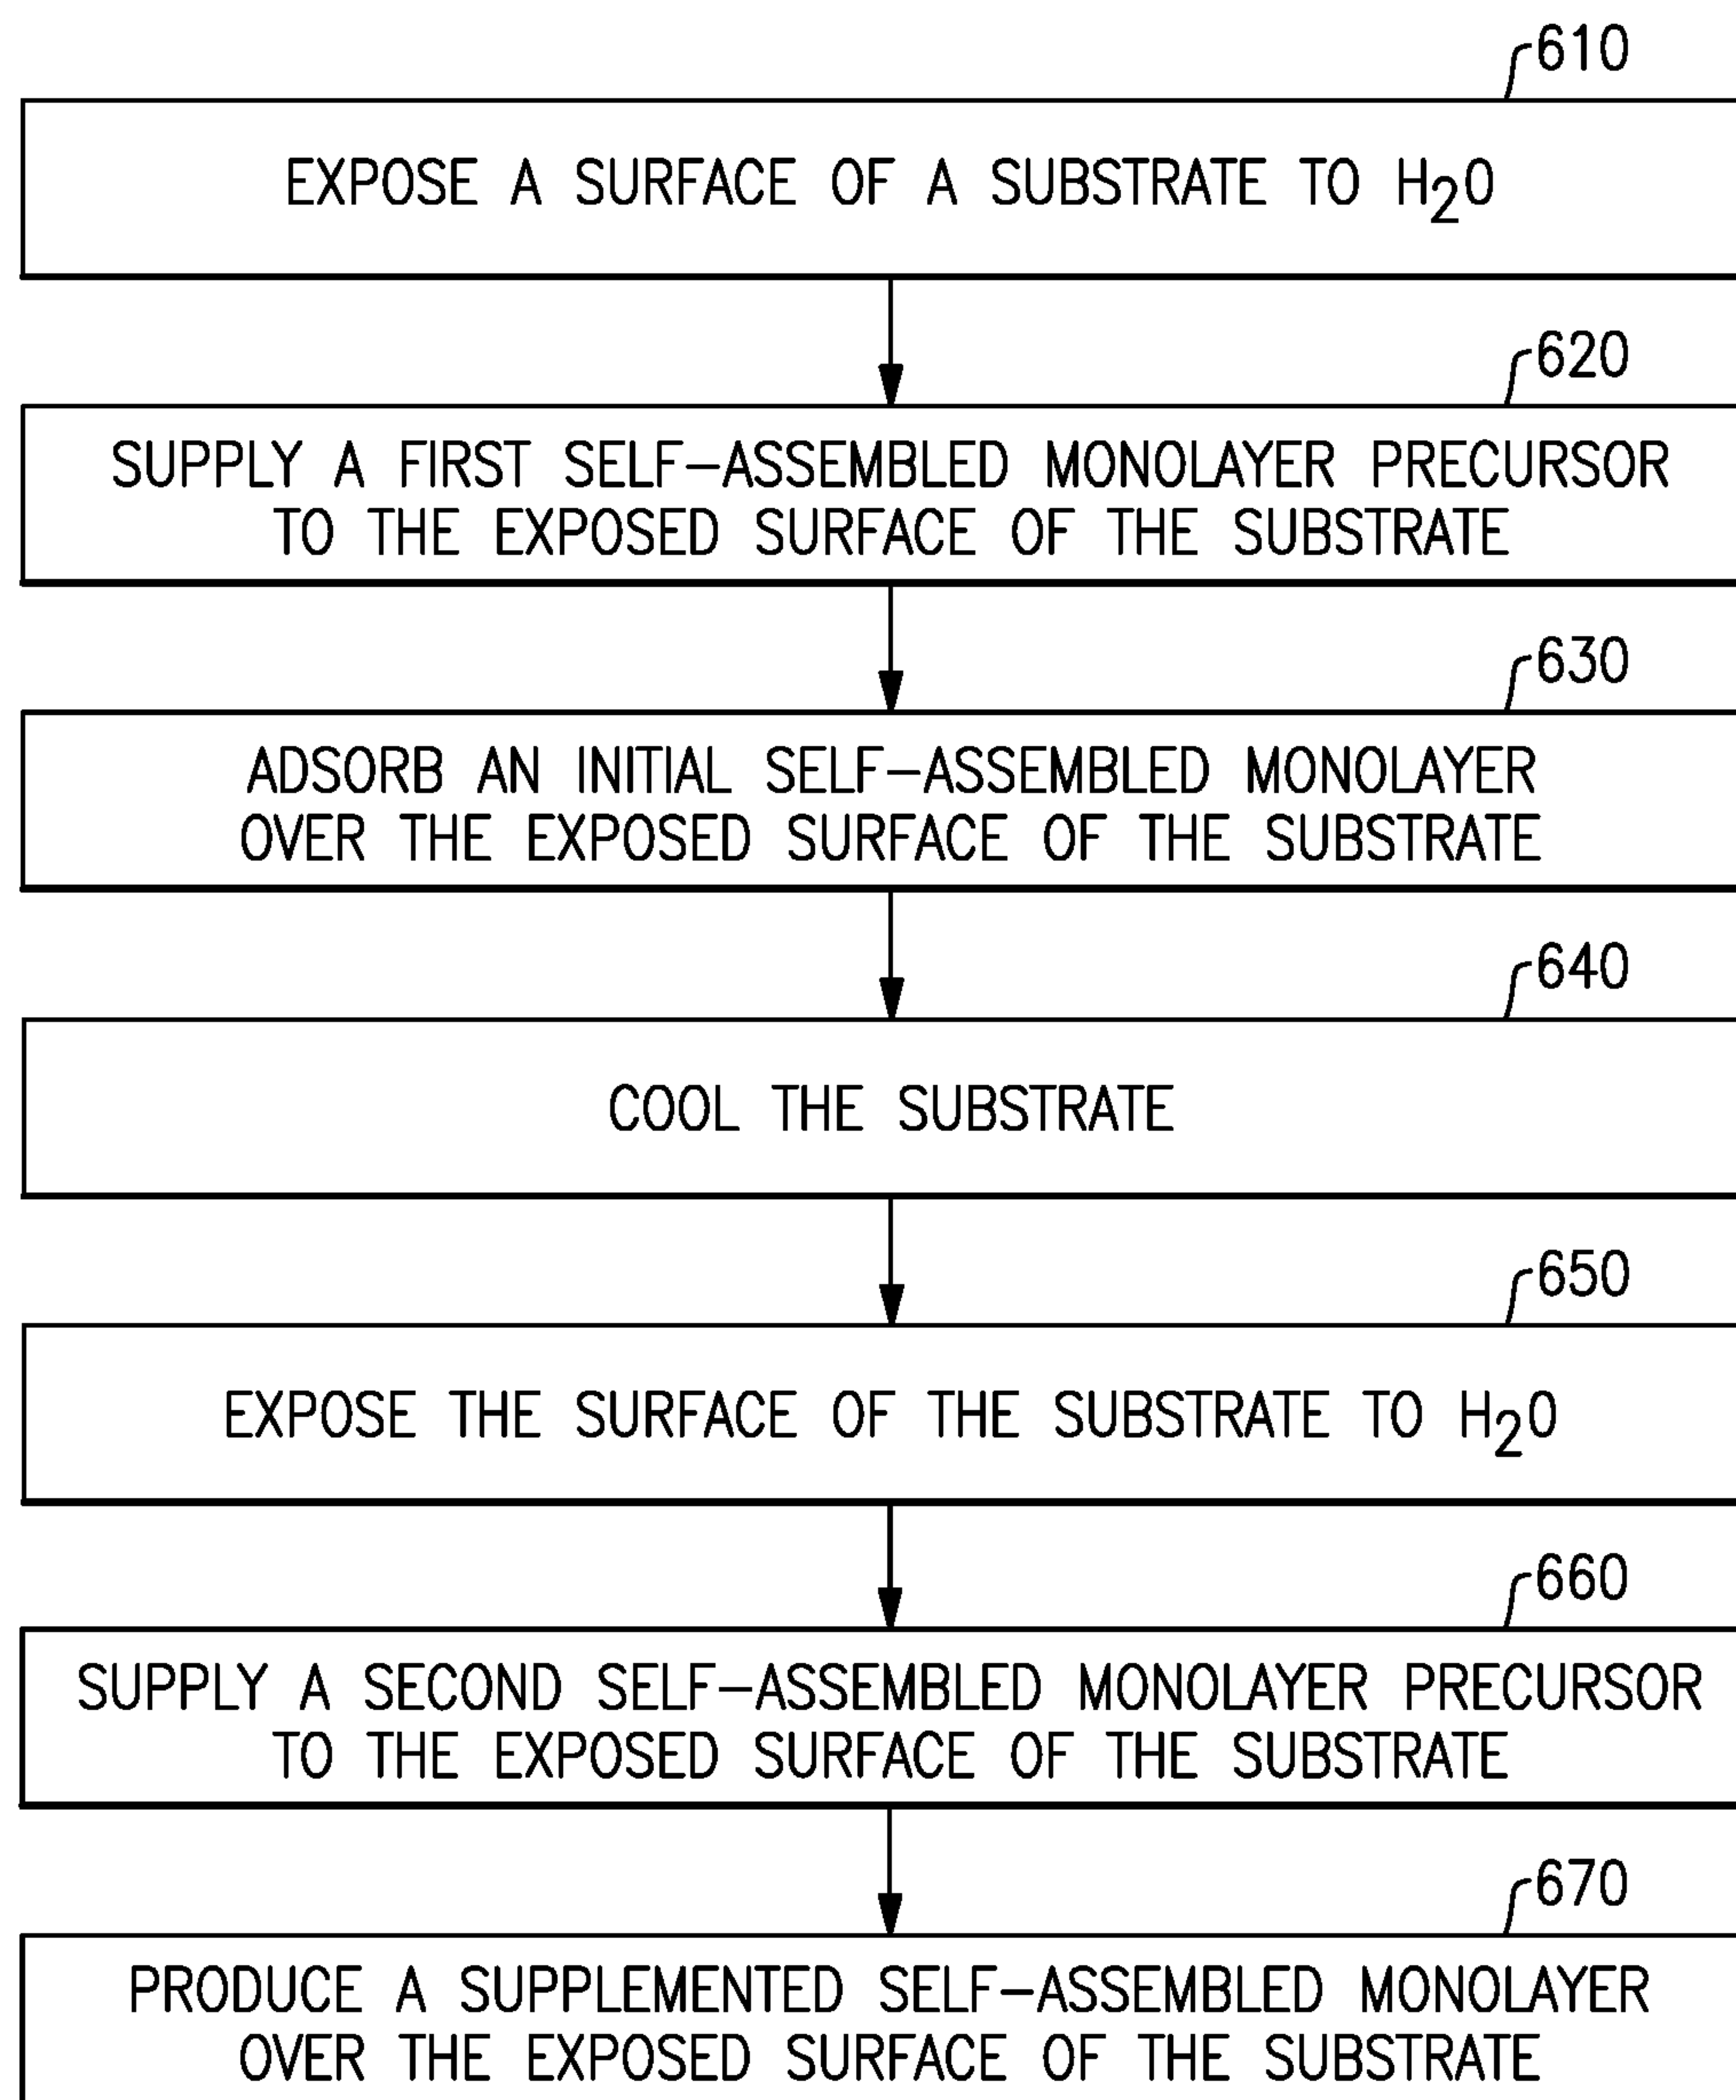 610
EXPOSE A SURFACE OF A SUBSTRATE TO H₂O
620
SUPPLY A FIRST SELF-ASSEMBLED MONOLAYER PRECURSOR
TO THE EXPOSED SURFACE OF THE SUBSTRATE
630
ADSORB AN INITIAL SELF-ASSEMBLED MONOLAYER
OVER THE EXPOSED SURFACE OF THE SUBSTRATE
640
COOL THE SUBSTRATE
650
EXPOSE THE SURFACE OF THE SUBSTRATE TO H₂O
660
SUPPLY A SECOND SELF-ASSEMBLED MONOLAYER PRECURSOR
TO THE EXPOSED SURFACE OF THE SUBSTRATE
670
PRODUCE A SUPPLEMENTED SELF-ASSEMBLED MONOLAYER
OVER THE EXPOSED SURFACE OF THE SUBSTRATE